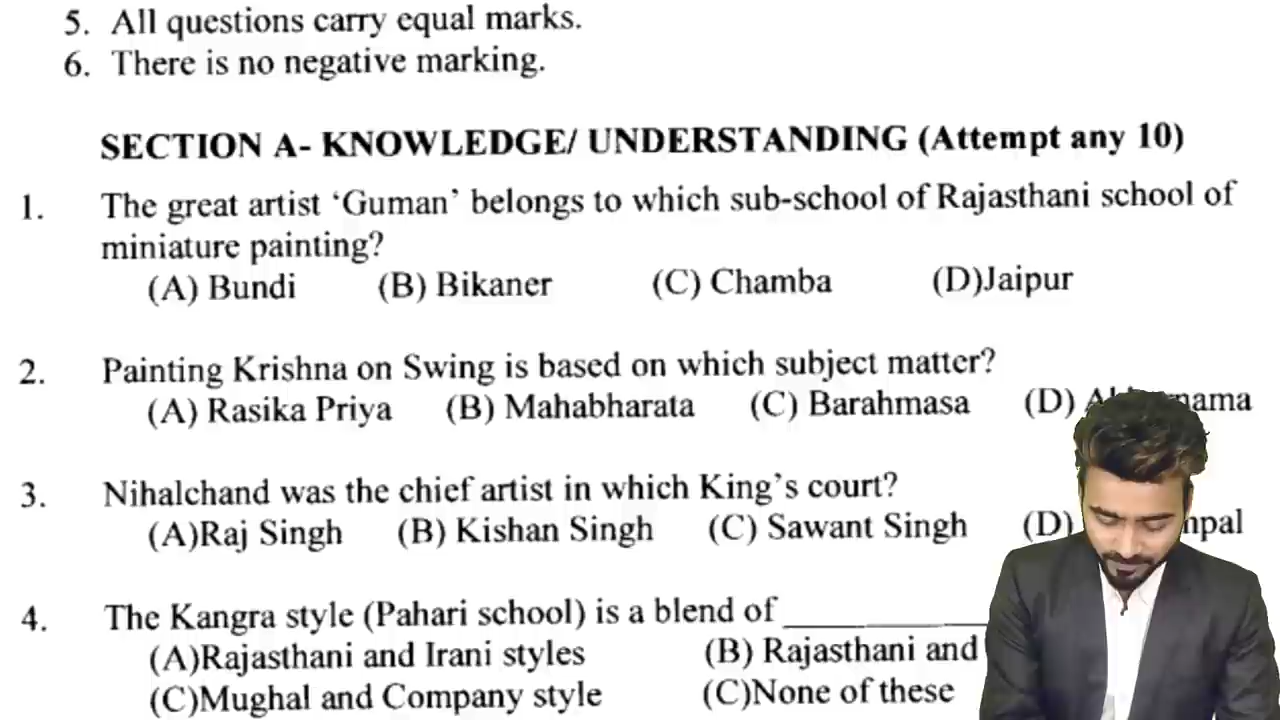 5. All questions carry equal marks.
6. There is no negative marking.
SECTION A- KNOWLEDGE/ UNDERSTANDING (Attempt any 10)
1. The great artist ‘Guman’ belongs to which sub-school of Rajasthani school of
miniature painting?
(A) Bundi (B) Bikaner (C) Chamba (D)Jaipur
2. Painting Krishna on Swing is based on which subject matter?
(A) Rasika Priya (B) Mahabharata (C) Barahmasa (D)
3. Nihalchand was the chief artist in which King’s court?
(A)Raj Singh (B) Kishan Singh (C) Sawant Singh (D)
4. The Kangra style (Pahari school) is a blend of ____________
(A)Rajasthani and Irani styles (B) Rajasthani and
(C)Mughal and Company style (C)None of these